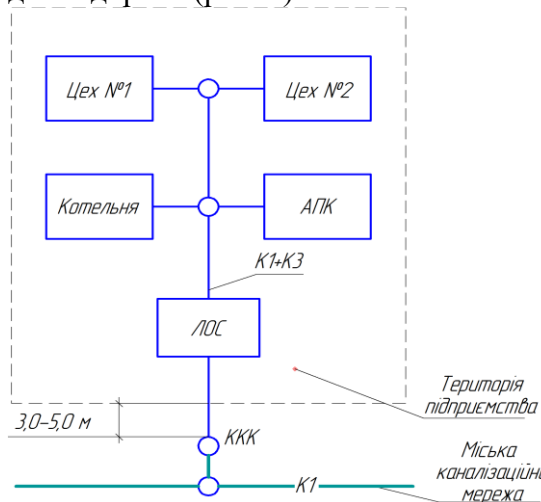 Цех №1
Цех №2
Котельня
АПК
К1+К3
ЛОС
Територія
підприємства
3,0–5,0 м
ККК
Міська
К1
мережа